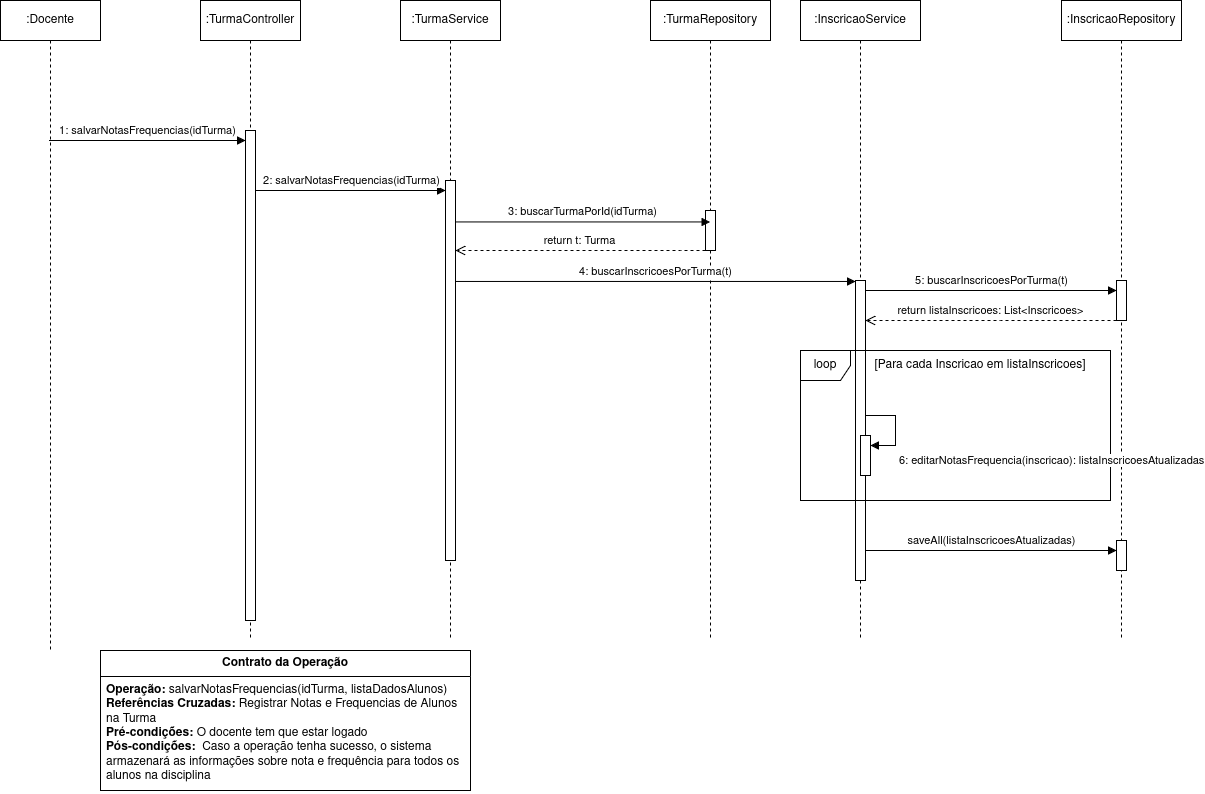 :Docente
:TurmaController
:TurmaService
:TurmaRepository
:InscricaoService
:InscricaoRepository
1: salvarNotasFrequencias(idTurma)
2: salvarNotasFrequencias(idTurma)
3: buscarTurmaPorId(idTurma)
return t: Turma
4: buscarInscricoesPorTurma(t)
5: buscarInscricoesPorTurma(t)
return listaInscricoes: List<Inscricoes>
loop
[Para cada Inscricao em listaInscricoes]
6: editarNotasFrequencia(inscricao): listaInscricoesAtualizadas
saveAll(listaInscricoesAtualizadas)
Contrato da Operação
Operação: salvarNotasFrequencias(idTurma, listaDadosAlunos)
Referências Cruzadas: Registrar Notas e Frequencias de Alunos
na Turma
Pré-condições: O docente tem que estar logado
Pós-condições: Caso a operação tenha sucesso, o sistema
armazenará as informações sobre nota e frequência para todos os
alunos na disciplina